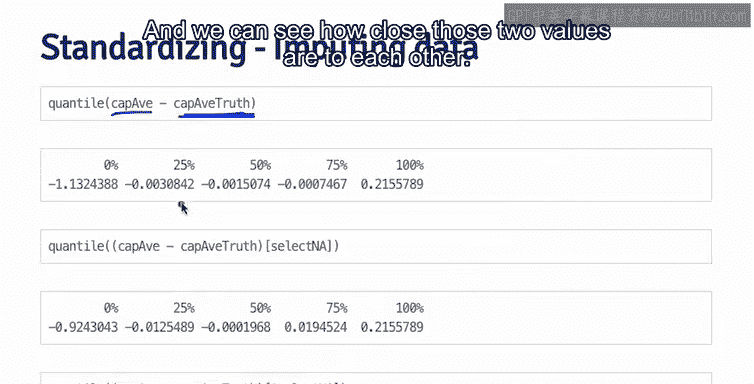 And we can see how close those two values
are to each other.
Standardizing - Imputing data
quantile(capAve - capAveTruth)
0% 25% 50% 75% 100%
-1.1324388 -0.0030842 -0.0015074 -0.0007467 0.2155789
quantile((capAve - capAveTruth)[selectNA])
0% 25% 50% 75% 100%
-0.9243043 -0.0125489 -0.0001968 0.0194524 0.2155789